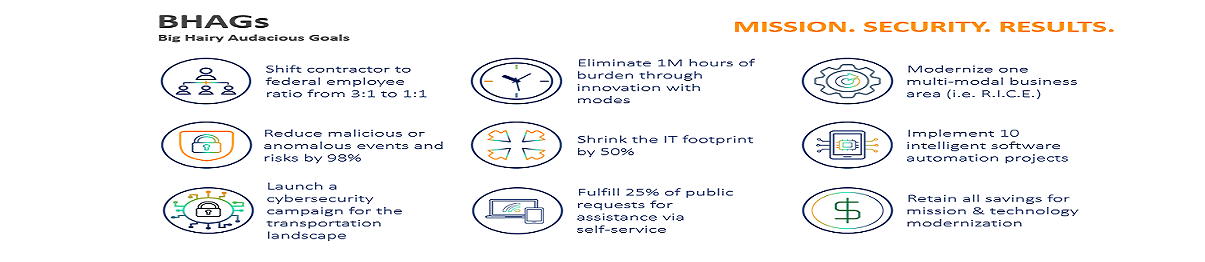 BHAGs
Big Hairy Audacious Goals
MISSION. SECURITY. RESULTS.
Shift contractor to
federal employee
ratio from 3:1 to 1:1
Eliminate 1M hours of
burden through
innovation with
modes
Modernize one
multi-modal business
area (i.e. R.I.C.E.)
Reduce malicious or
anomalous events and
risks by 98%
Shrink the IT footprint
by 50%
Implement 10
intelligent software
automation projects
Launch a
cybersecurity
campaign for the
transportation
landscape
Fulfill 25% of public
requests for
assistance via
self-service
$
Retain all savings for
mission & technology
modernization